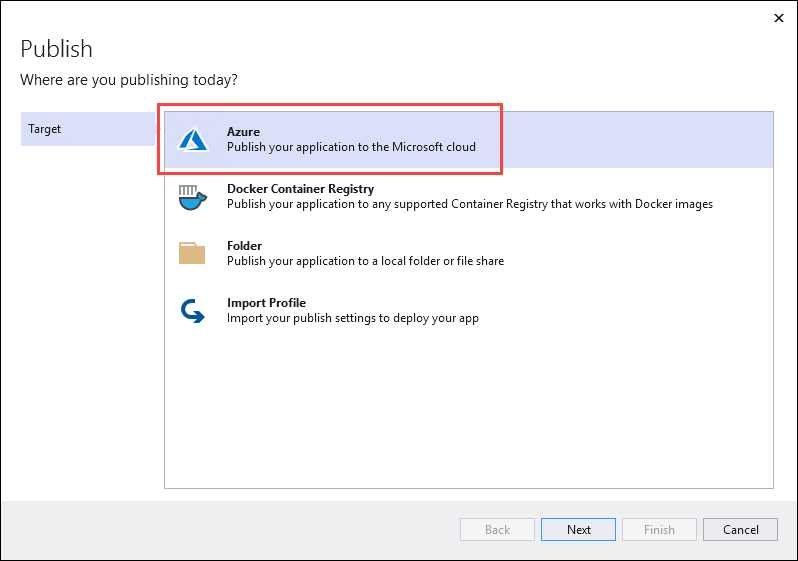 Publish
Where are you publishing today?
Target
Azure
Publish your application to the Microsoft cloud
Docker Container Registry
Publish your application to any supported Container Registry that works with Docker images
Folder
Publish your application to a local folder or file share
Import Profile
Import your publish settings to deploy your app
Back
Next
Finish
Cancel